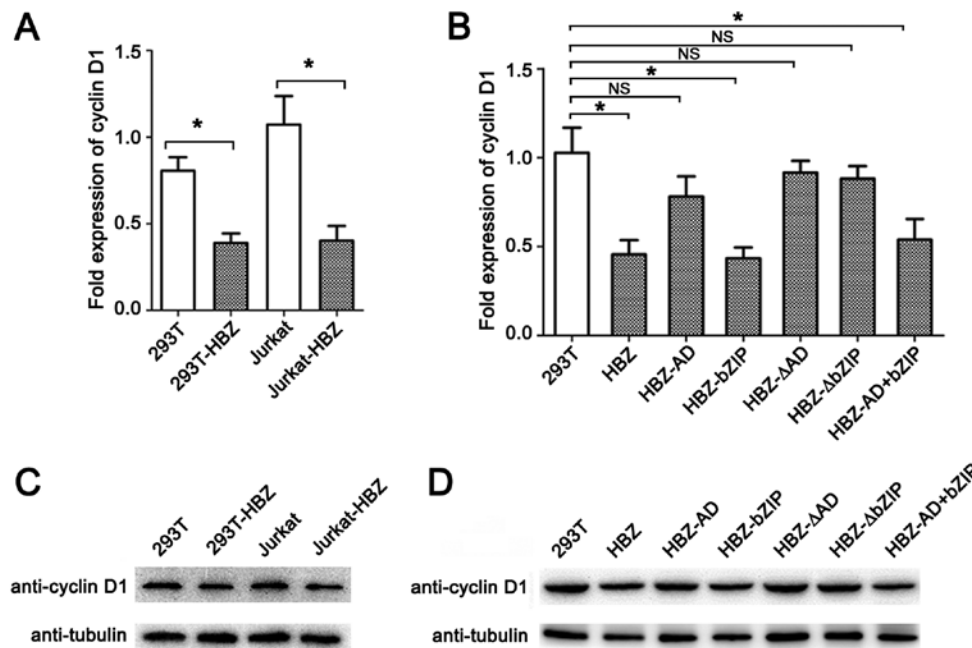 A
Fold expression of cyclin D1
1.5
1.0
0.5
0.0
*
*
293T
293T-HBZ
Jurkat
Jurkat-HBZ
B
Fold expression of cyclin D1
1.5
1.0
0.5
0.0
*
NS
NS
*
NS
*
293T
HBZ
HBZ-AD
HBZ-bZIP
HBZ-ΔAD
HBZ-ΔbZIP
HBZ-AD+bZIP
C
293T
293T-HBZ
Jurkat
Jurkat-HBZ
anti-cyclin D1
anti-tubulin
D
293T
HBZ
HBZ-AD
HBZ-bZIP
HBZ-ΔAD
HBZ-ΔbZIP
HBZ-AD+bZIP
anti-cyclin D1
anti-tubulin